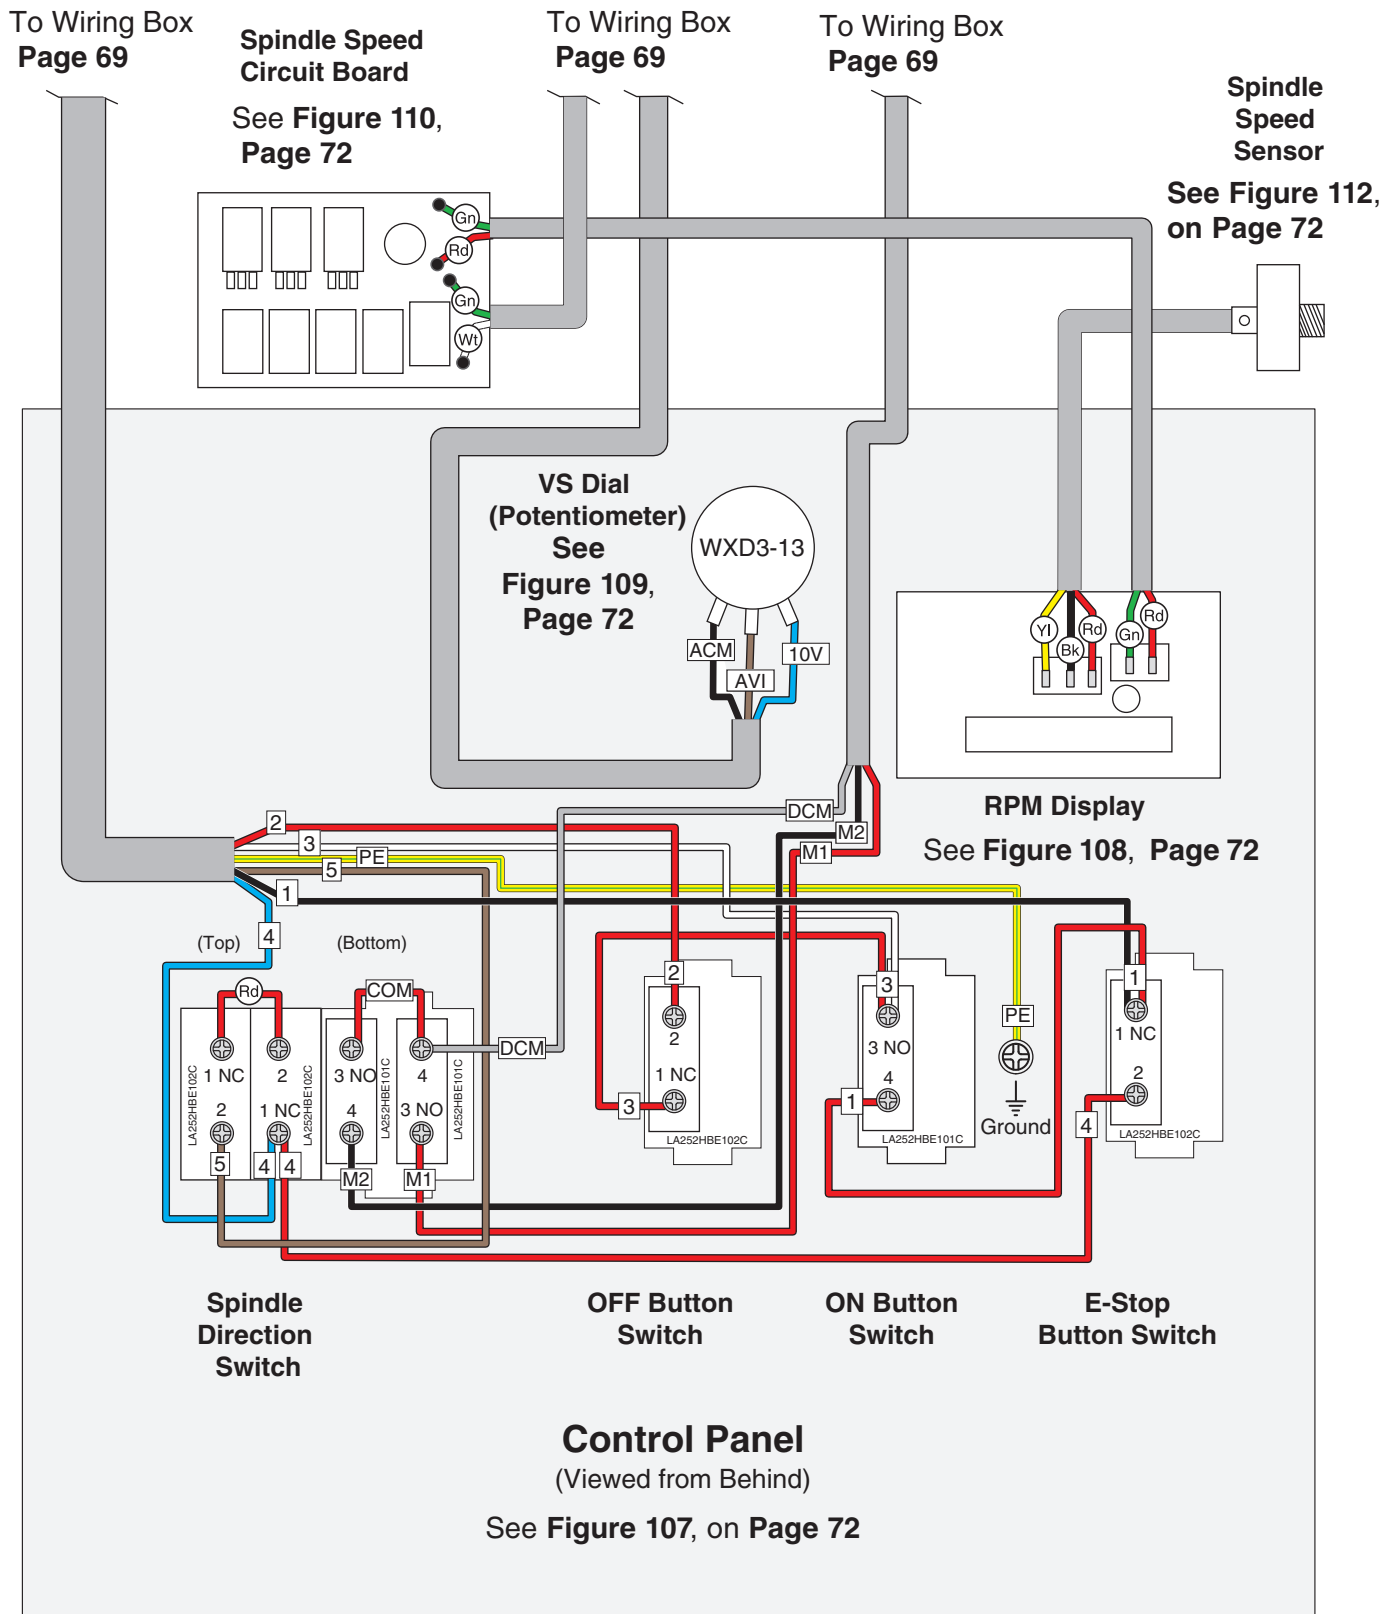 To Wiring Box
Page 69
Spindle Speed
Circuit Board
See Figure 110,
Page 72
To Wiring Box
Page 69
To Wiring Box
Page 69
Spindle
Speed
Sensor
See Figure 112,
on Page 72
Gn
Rd
Gn
Wt
VS Dial
(Potentiometer)
See
Figure 109,
Page 72
WXD3-13
ACM
AVI
10V
Yl
Bk
Rd
Gn
Rd
RPM Display
See Figure 108, Page 72
DCM
M2
M1
2
3
PE
5
1
4
(Top)
(Bottom)
Rd
COM
DCM
1 NC
2
LA252HBE102C
2
1 NC
LA252HBE102C
3 NO
4
LA252HBE101C
4
3 NO
LA252HBE101C
5
4
4
M2
M1
2
2
1 NC
3
LA252HBE102C
3
3 NO
4
1
LA252HBE101C
PE
Ground
1
1 NC
2
4
LA252HBE102C
Spindle
Direction
Switch
OFF Button
Switch
ON Button
Switch
E-Stop
Button Switch
Control Panel
(Viewed from Behind)
See Figure 107, on Page 72